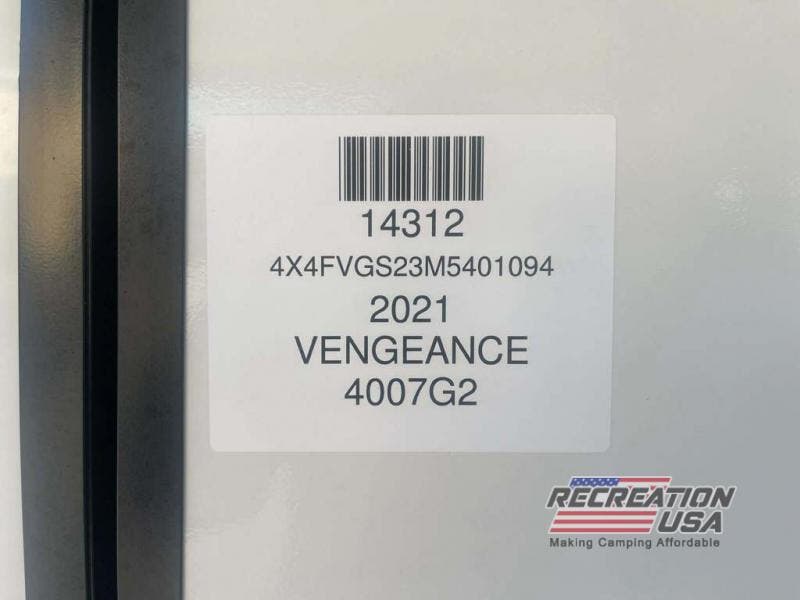 14312
4X4FVGS23M5401094
2021
VENGEANCE
4007G2
RECREATION
USA
Making Camping Affordable